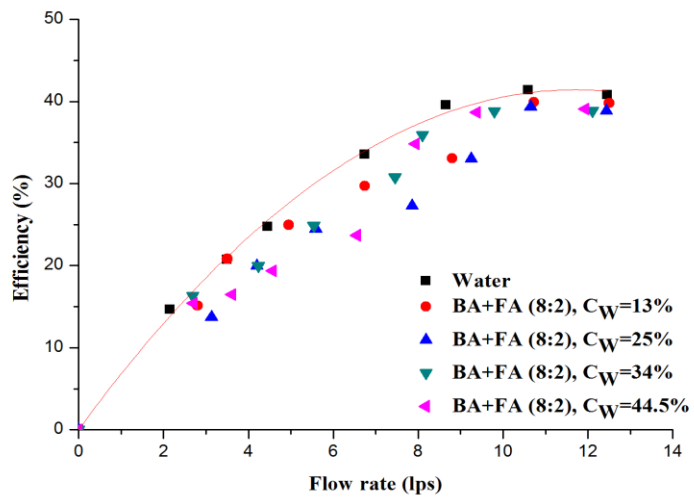 50
40
30
20
10
0
0 2 4 6 8 10 12 14
Efficiency (%)
Flow rate (lps)
Water
BA+FA (8:2), CW=13%
BA+FA (8:2), CW=25%
BA+FA (8:2), CW=34%
BA+FA (8:2), CW=44.5%